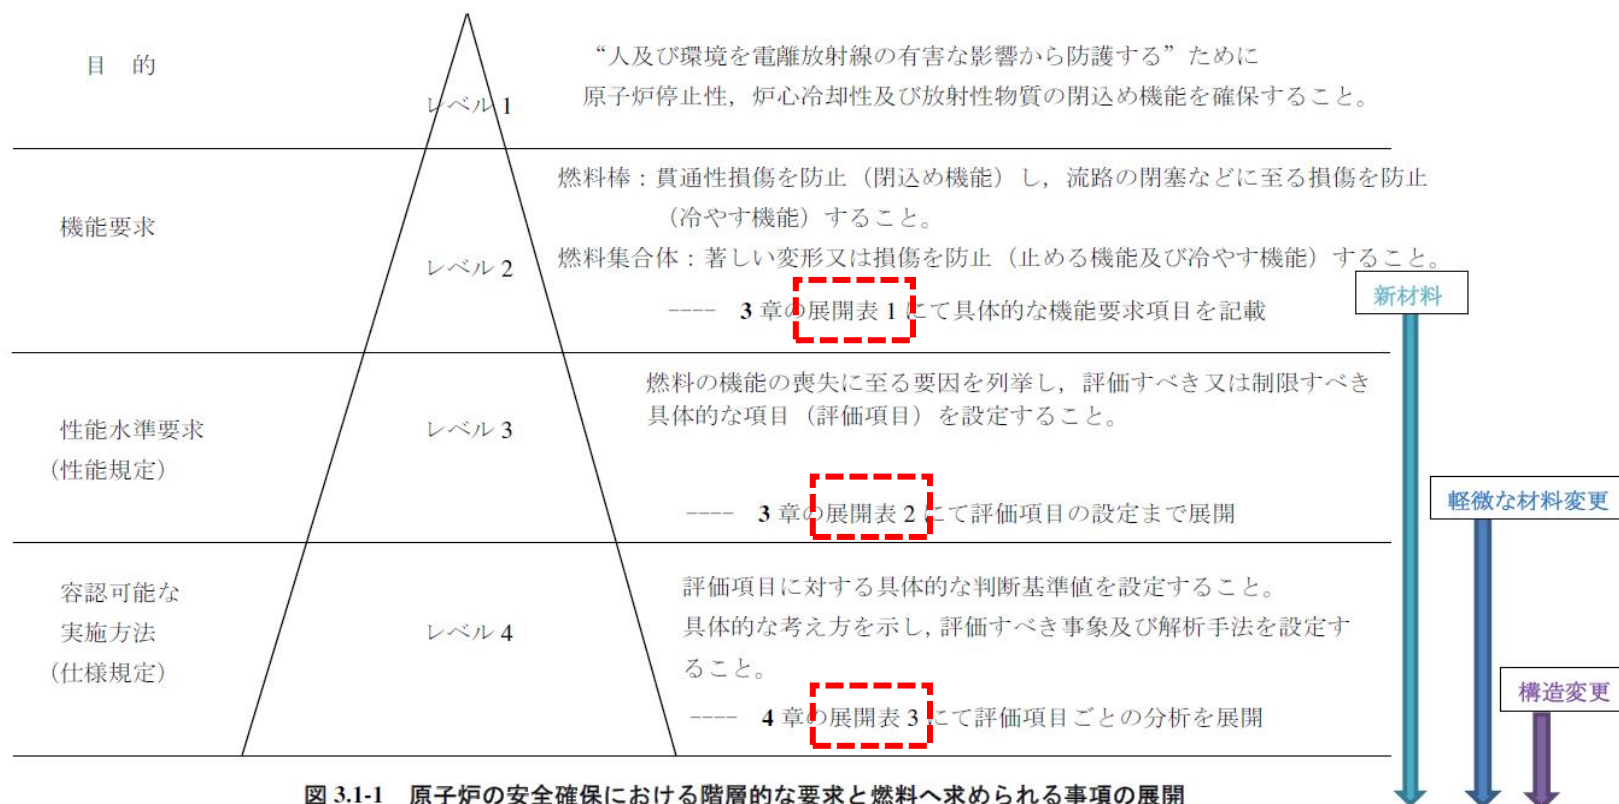 目 的
レベル 1
“人及び環境を電離放射線の有害な影響から防護する”ために
原子炉停止性，炉心冷却性及び放射性物質の閉込め機能を確保すること。
機能要求
レベル 2
燃料棒：貫通性損傷を防止（閉込め機能）し，流路の閉塞などに至る損傷を防止
（冷やす機能）すること。
燃料集合体：著しい変形又は損傷を防止（止める機能及び冷やす機能）すること。
---- 3 章の展開表 1 にて具体的な機能要求項目を記載
新材料
性能水準要求
（性能規定）
レベル 3
燃料の機能の喪失に至る要因を列挙し，評価すべき又は制限すべき
具体的な項目（評価項目）を設定すること。
---- 3 章の展開表 2 にて評価項目の設定まで展開
軽微な材料変更
容認可能な
実施方法
（仕様規定）
レベル 4
評価項目に対する具体的な判断基準値を設定すること。
具体的な考え方を示し，評価すべき事象及び解析手法を設定す
ること。
---- 4 章の展開表 3 にて評価項目ごとの分析を展開
構造変更
図 3.1-1 原子炉の安全確保における階層的な要求と燃料へ求められる事項の展開